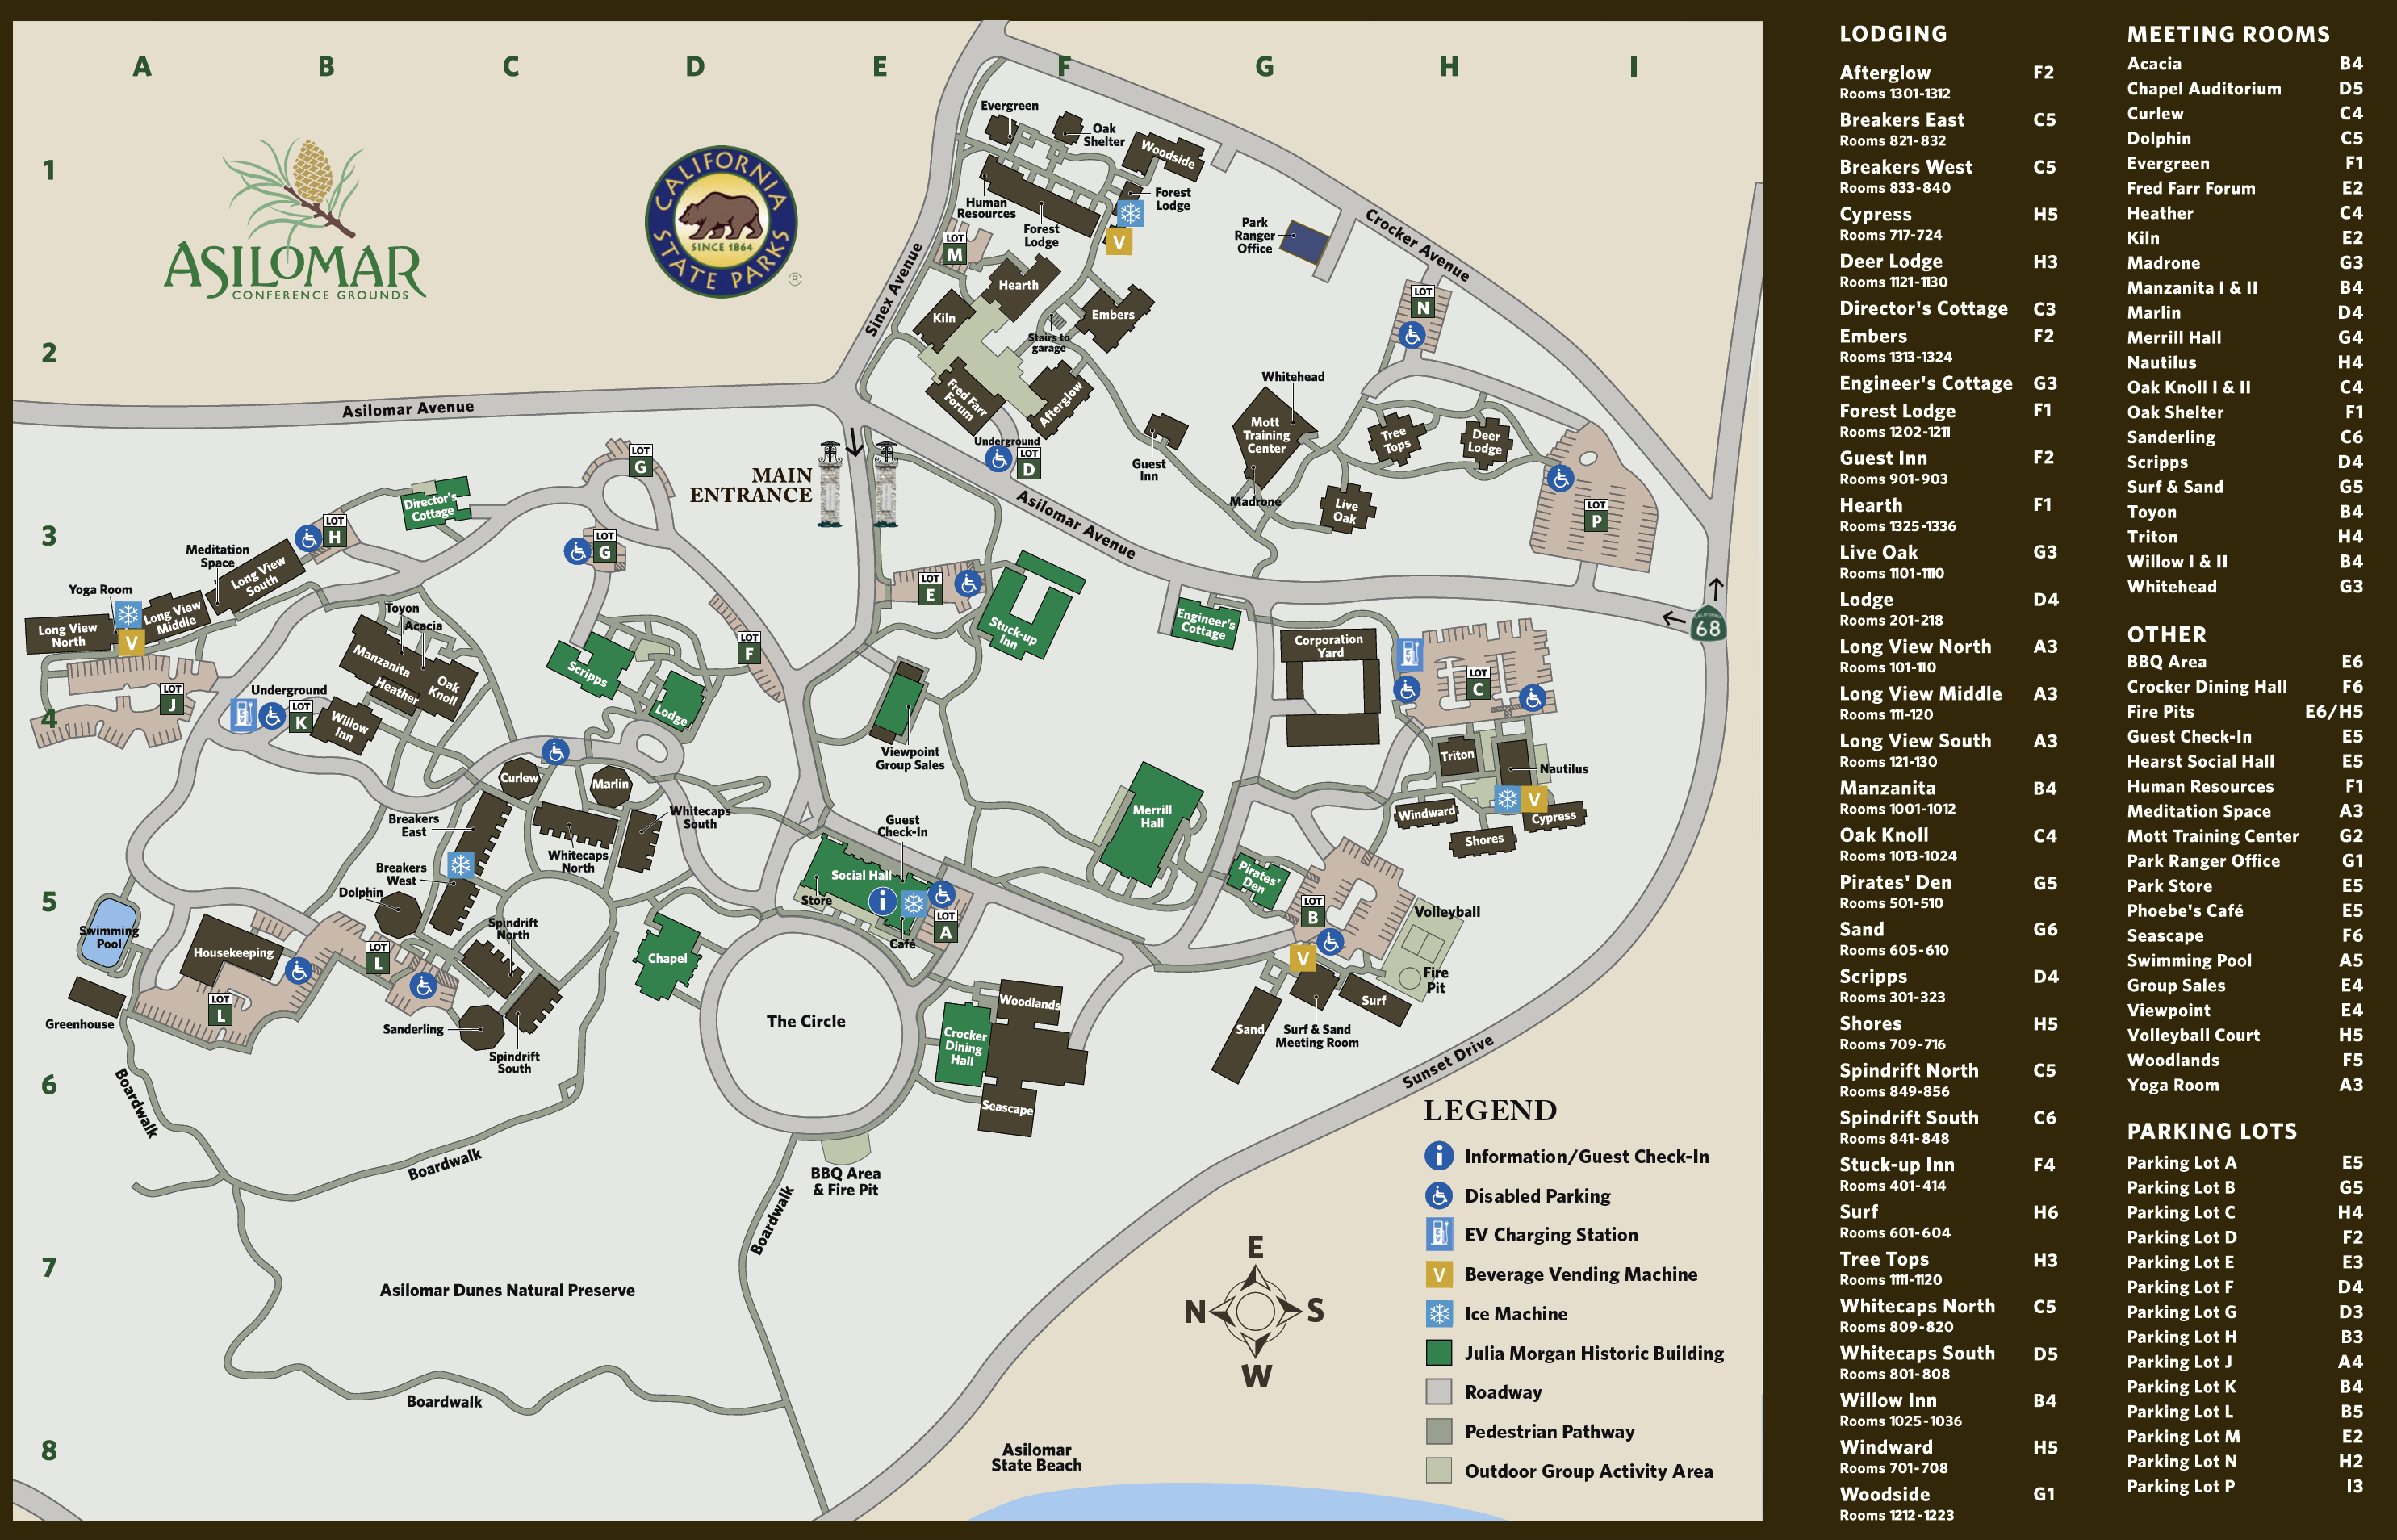 A
B
C
D
E
F
G
H
I
1
2
3
4
5
6
7
8
ASILOMAR
CONFERENCE GROUNDS
CALIFORNIA
SINCE 1864
STATE PARKS
®
Evergreen
Oak
Shelter
Woodside
Human
Resources
Forest
Lodge
Forest
Lodge
V
LOT
M
Hearth
Kiln
Embers
Stairs to
garage
Fred Farr
Forum
Afterglow
Underground
LOT
D
Sinex Avenue
Crocker Avenue
Park
Ranger
Office
LOT
N
Whitehead
Mott
Training
Center
Madrone
Guest
Inn
Tree
Tops
Deer
Lodge
Live
Oak
LOT
P
68
Asilomar Avenue
Asilomar Avenue
MAIN
ENTRANCE
LOT
G
LOT
G
Director's
Cottage
LOT
H
Meditation
Space
Long View
South
Yoga Room
Long View
Middle
Long View
North
V
LOT
J
Underground
LOT
K
Toyon
Acacia
Manzanita
Heather
Oak
Knoll
Willow
Inn
Scripps
Lodge
LOT
F
LOT
E
Stuck-up
Inn
Engineer's
Cottage
Corporation
Yard
LOT
C
Viewpoint
Group Sales
Triton
Nautilus
V
Windward
Cypress
Shores
Curlew
Marlin
Breakers
East
Whitecaps
South
Whitecaps
North
Breakers
West
Dolphin
Spindrift
North
Guest
Check-In
Social Hall
Store
Café
LOT
A
Merrill
Hall
Pirates'
Den
LOT
B
Volleyball
V
Fire
Pit
Surf
Sand
Surf & Sand
Meeting Room
Swimming
Pool
Housekeeping
LOT
L
LOT
L
Greenhouse
Sanderling
Spindrift
South
Chapel
The Circle
Woodlands
Crocker
Dining
Hall
Seascape
Sunset Drive
Boardwalk
Boardwalk
Boardwalk
Boardwalk
BBQ Area
& Fire Pit
Asilomar Dunes Natural Preserve
Asilomar
State Beach
E
N
S
W
LEGEND
Information/Guest Check-In
Disabled Parking
EV Charging Station
V Beverage Vending Machine
Ice Machine
Julia Morgan Historic Building
Roadway
Pedestrian Pathway
Outdoor Group Activity Area
LODGING
Afterglow F2
Rooms 1301-1312
Breakers East C5
Rooms 821-832
Breakers West C5
Rooms 833-840
Cypress H5
Rooms 717-724
Deer Lodge H3
Rooms 1121-1130
Director's Cottage C3
Embers F2
Rooms 1313-1324
Engineer's Cottage G3
Forest Lodge F1
Rooms 1202-1211
Guest Inn F2
Rooms 901-903
Hearth F1
Rooms 1325-1336
Live Oak G3
Rooms 1101-1110
Lodge D4
Rooms 201-218
Long View North A3
Rooms 101-110
Long View Middle A3
Rooms 111-120
Long View South A3
Rooms 121-130
Manzanita B4
Rooms 1001-1012
Oak Knoll C4
Rooms 1013-1024
Pirates' Den G5
Rooms 501-510
Sand G6
Rooms 605-610
Scripps D4
Rooms 301-323
Shores H5
Rooms 709-716
Spindrift North C5
Rooms 849-856
Spindrift South C6
Rooms 841-848
Stuck-up Inn F4
Rooms 401-414
Surf H6
Rooms 601-604
Tree Tops H3
Rooms 1111-1120
Whitecaps North C5
Rooms 809-820
Whitecaps South D5
Rooms 801-808
Willow Inn B4
Rooms 1025-1036
Windward H5
Rooms 701-708
Woodside G1
Rooms 1212-1223
MEETING ROOMS
Acacia B4
Chapel Auditorium D5
Curlew C4
Dolphin C5
Evergreen F1
Fred Farr Forum E2
Heather C4
Kiln E2
Madrone G3
Manzanita I & II B4
Marlin D4
Merrill Hall G4
Nautilus H4
Oak Knoll I & II C4
Oak Shelter F1
Sanderling C6
Scripps D4
Surf & Sand G5
Toyon B4
Triton H4
Willow I & II B4
Whitehead G3
OTHER
BBQ Area E6
Crocker Dining Hall F6
Fire Pits E6/H5
Guest Check-In E5
Hearst Social Hall E5
Human Resources F1
Meditation Space A3
Mott Training Center G2
Park Ranger Office G1
Park Store E5
Phoebe's Café E5
Seascape F6
Swimming Pool A5
Group Sales E4
Viewpoint E4
Volleyball Court H5
Woodlands F5
Yoga Room A3
PARKING LOTS
Parking Lot A E5
Parking Lot B G5
Parking Lot C H4
Parking Lot D F2
Parking Lot E E3
Parking Lot F D4
Parking Lot G D3
Parking Lot H B3
Parking Lot J A4
Parking Lot K B4
Parking Lot L B5
Parking Lot M E2
Parking Lot N H2
Parking Lot P I3